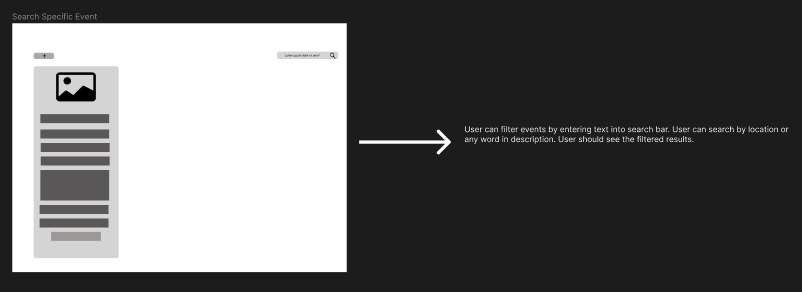 Search Specific Event
+
User can filter events by entering text into search bar. User can search by location or
any word in description. User should see the filtered results.